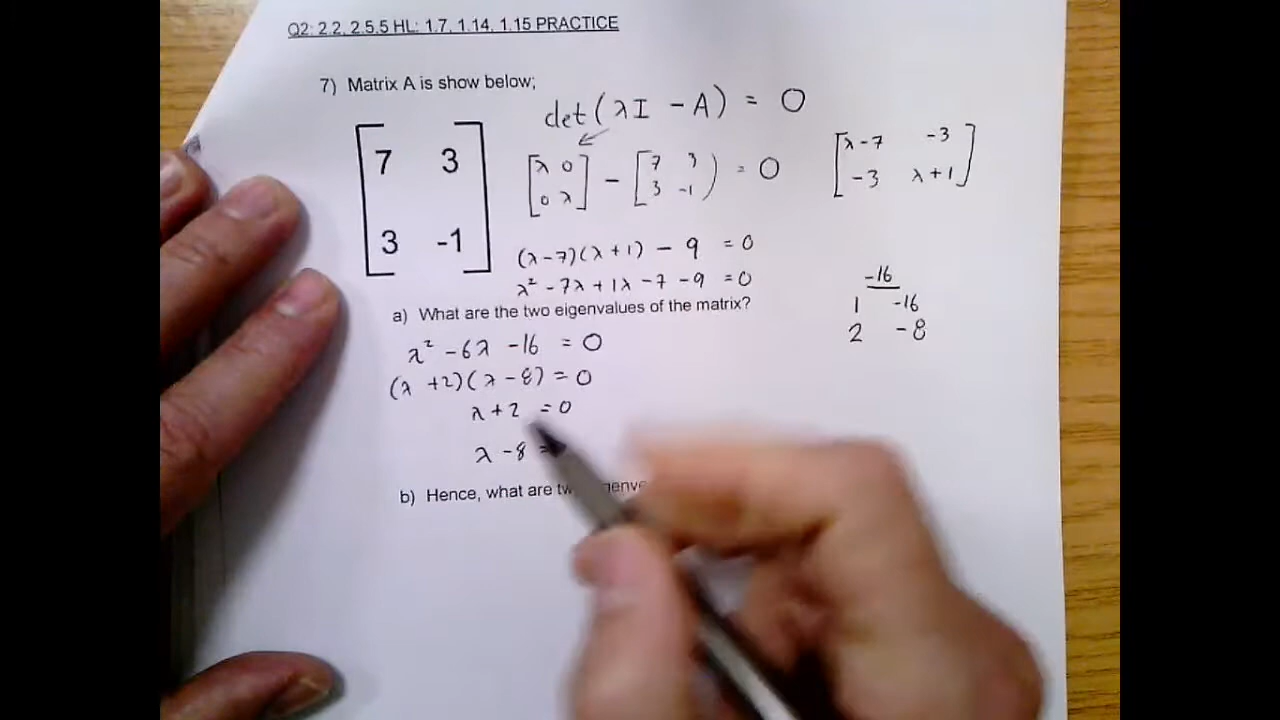 Q2: 2.2, 2.5.5 HL: 1.7, 1.14, 1.15 PRACTICE
7) Matrix A is show below;
det(λI - A) = 0
7 3
3 -1
[λ 0
0 λ] - [7 3
3 -1) = 0
[λ-7 -3
-3 λ+1]
(λ-7)(λ+1) - 9 = 0
λ² - 7λ + 1λ - 7 - 9 = 0
a) What are the two eigenvalues of the matrix?
λ² - 6λ - 16 = 0
(λ +2)(λ - 8) = 0
λ + 2 = 0
λ - 8 =
-16
1 -16
2 -8
b) Hence, what are